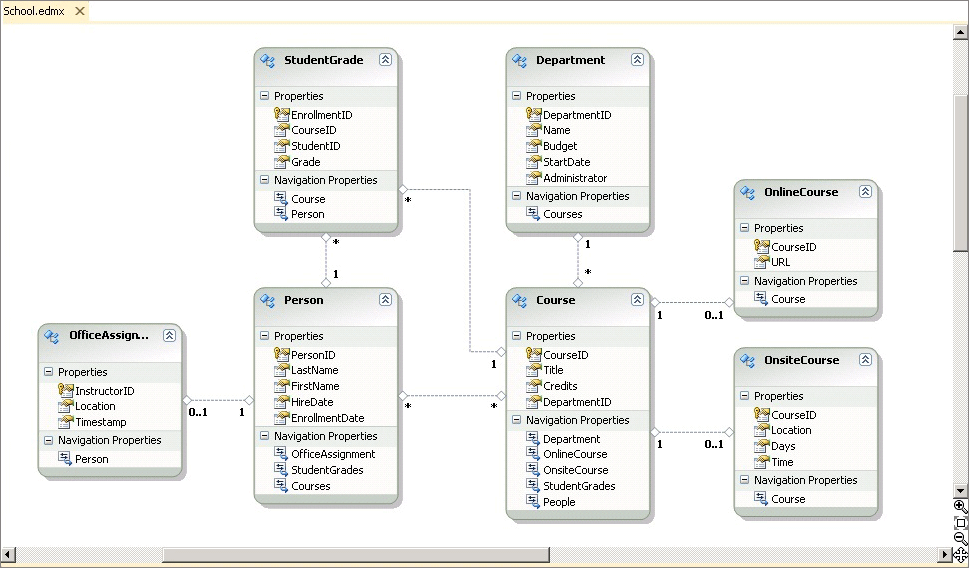 School.edmx
StudentGrade
Properties
EnrollmentID
CourseID
StudentID
Grade
Navigation Properties
Course
Person
*
*
1
Department
Properties
DepartmentID
Name
Budget
StartDate
Administrator
Navigation Properties
Courses
1
*
OnlineCourse
Properties
CourseID
URL
Navigation Properties
Course
OfficeAssign...
Properties
InstructorID
Location
Timestamp
Navigation Properties
Person
0..1
1
Person
Properties
PersonID
LastName
FirstName
HireDate
EnrollmentDate
Navigation Properties
OfficeAssignment
StudentGrades
Courses
*
*
1
Course
Properties
CourseID
Title
Credits
DepartmentID
Navigation Properties
Department
OnlineCourse
OnsiteCourse
StudentGrades
People
1
0..1
1
0..1
OnsiteCourse
Properties
CourseID
Location
Days
Time
Navigation Properties
Course